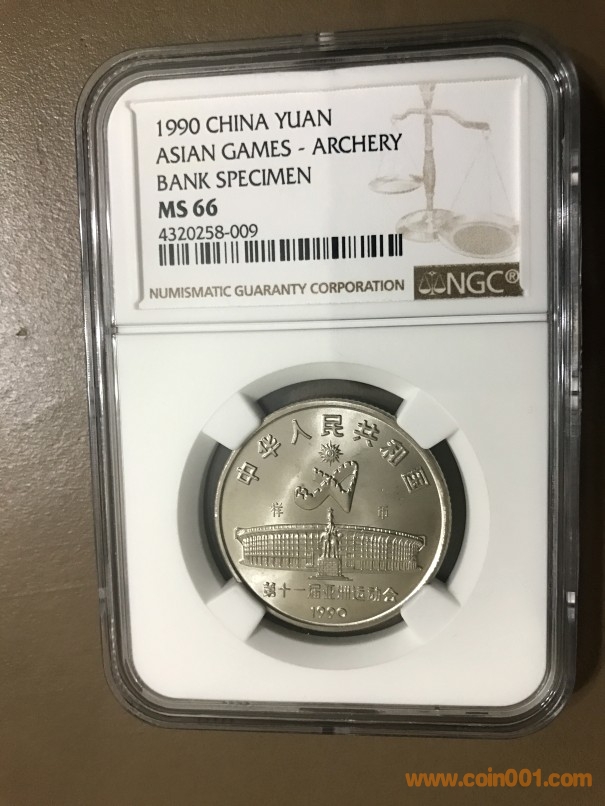 1990 CHINA YUAN
ASIAN GAMES - ARCHERY
BANK SPECIMEN
MS 66
4320258-009
NUMISMATIC GUARANTY CORPORATION
NGC®
中华人民共和国
样币
第十一届亚洲运动会
1990
www.coin001.com